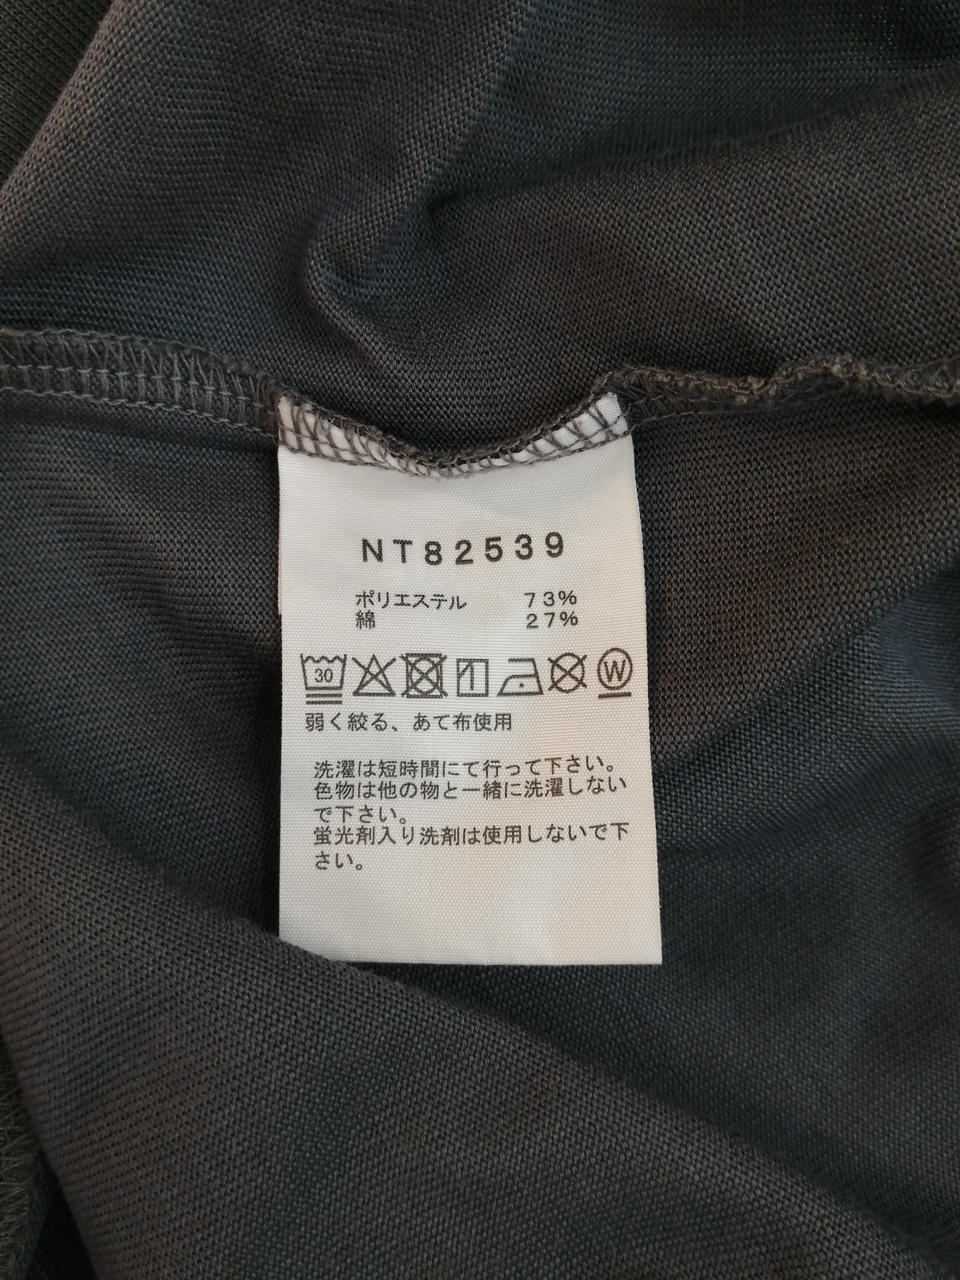 NT82539
ポリエステル 73%
綿 27%
30 W
弱く絞る、あて布使用
洗濯は短時間にて行って下さい。
色物は他の物と一緒に洗濯しない
で下さい。
蛍光剤入り洗剤は使用しないで下
さい。